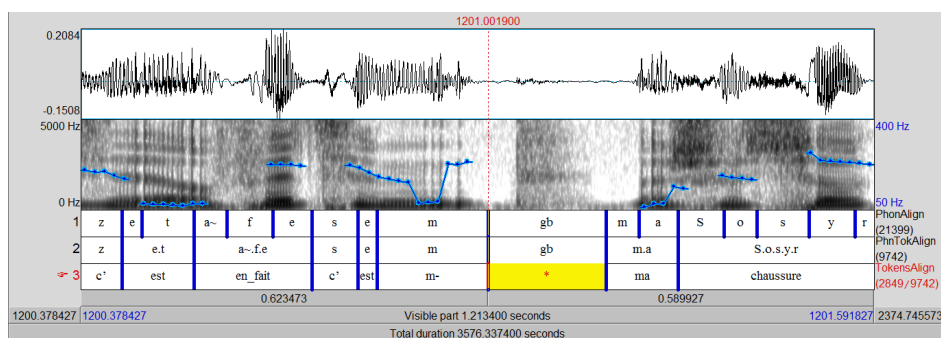 1201.001900
0.2084
-0.1508
5000 Hz 400 Hz
0 Hz 50 Hz
1 z e t a~ f e s e m gb m a S o s y r PhonAlign (21399)
2 e.t a~.f.e s e m gb m.a S.o.s.y.r PhnTokAlign (9742)
3 c' est en_fait c' est m- * ma chaussure TokensAlign (2849/9742)
0.623473 0.589927
1200.378427 1200.378427 Visible part 1.213400 seconds 1201.591827 2374.745573
Total duration 3576.337400 seconds